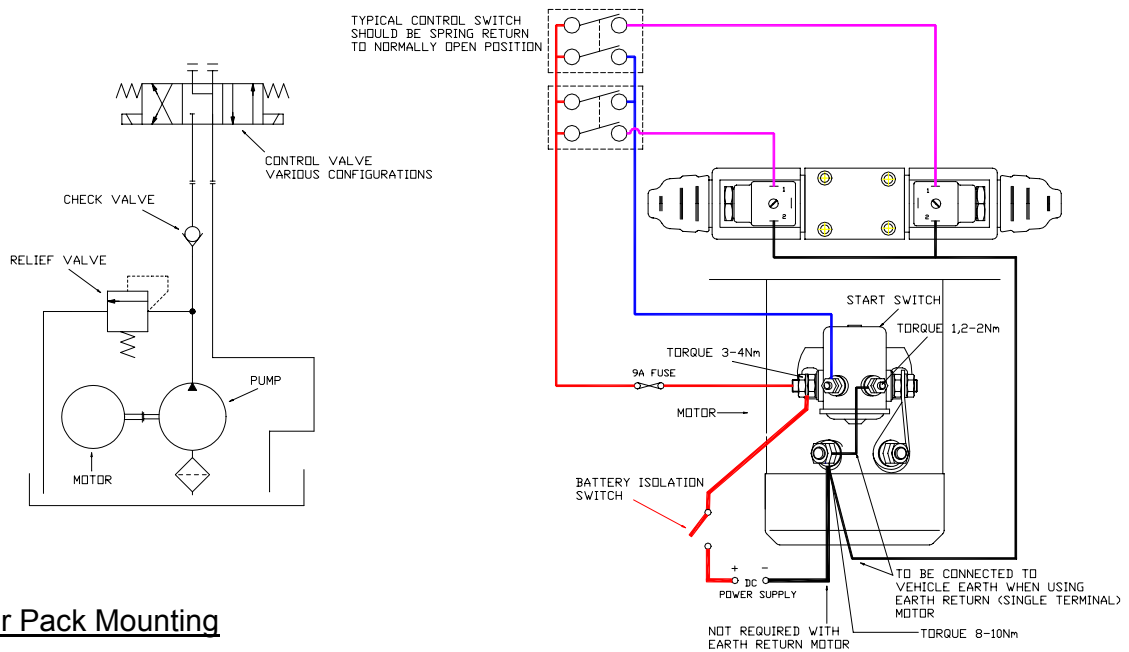 TYPICAL CONTROL SWITCH
SHOULD BE SPRING RETURN
TO NORMALLY OPEN POSITION
CONTROL VALVE
VARIOUS CONFIGURATIONS
CHECK VALVE
RELIEF VALVE
PUMP
MOTOR
1
2
1
2
START SWITCH
TORQUE 1,2-2Nm
TORQUE 3-4Nm
9A FUSE
MOTOR
BATTERY ISOLATION
SWITCH
+ -
DC
POWER SUPPLY
TO BE CONNECTED TO
VEHICLE EARTH WHEN USING
EARTH RETURN (SINGLE TERMINAL)
MOTOR
NOT REQUIRED WITH
EARTH RETURN MOTOR
TORQUE 8-10Nm
r Pack Mounting